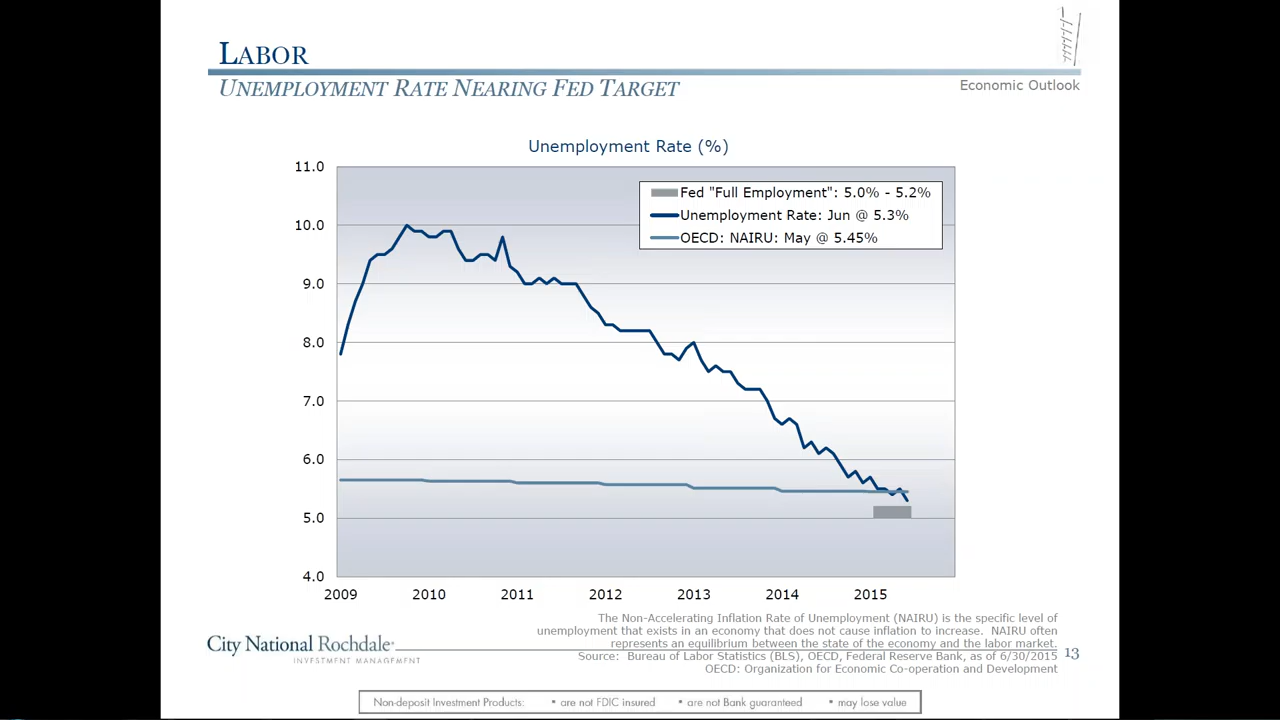 LABOR
UNEMPLOYMENT RATE NEARING FED TARGET
Economic Outlook
Unemployment Rate (%)
11.0
10.0
9.0
8.0
7.0
6.0
5.0
4.0
Fed "Full Employment": 5.0% - 5.2%
Unemployment Rate: Jun @ 5.3%
OECD: NAIRU: May @ 5.45%
2009 2010 2011 2012 2013 2014 2015
The Non-Accelerating Inflation Rate of Unemployment (NAIRU) is the specific level of
unemployment that exists in an economy that does not cause inflation to increase. NAIRU often
represents an equilibrium between the state of the economy and the labor market.
Source: Bureau of Labor Statistics (BLS), OECD, Federal Reserve Bank, as of 6/30/2015
OECD: Organization for Economic Co-operation and Development
City National Rochdale
INVESTMENT MANAGEMENT
13
Non-deposit Investment Products: • are not FDIC insured • are not Bank guaranteed • may lose value